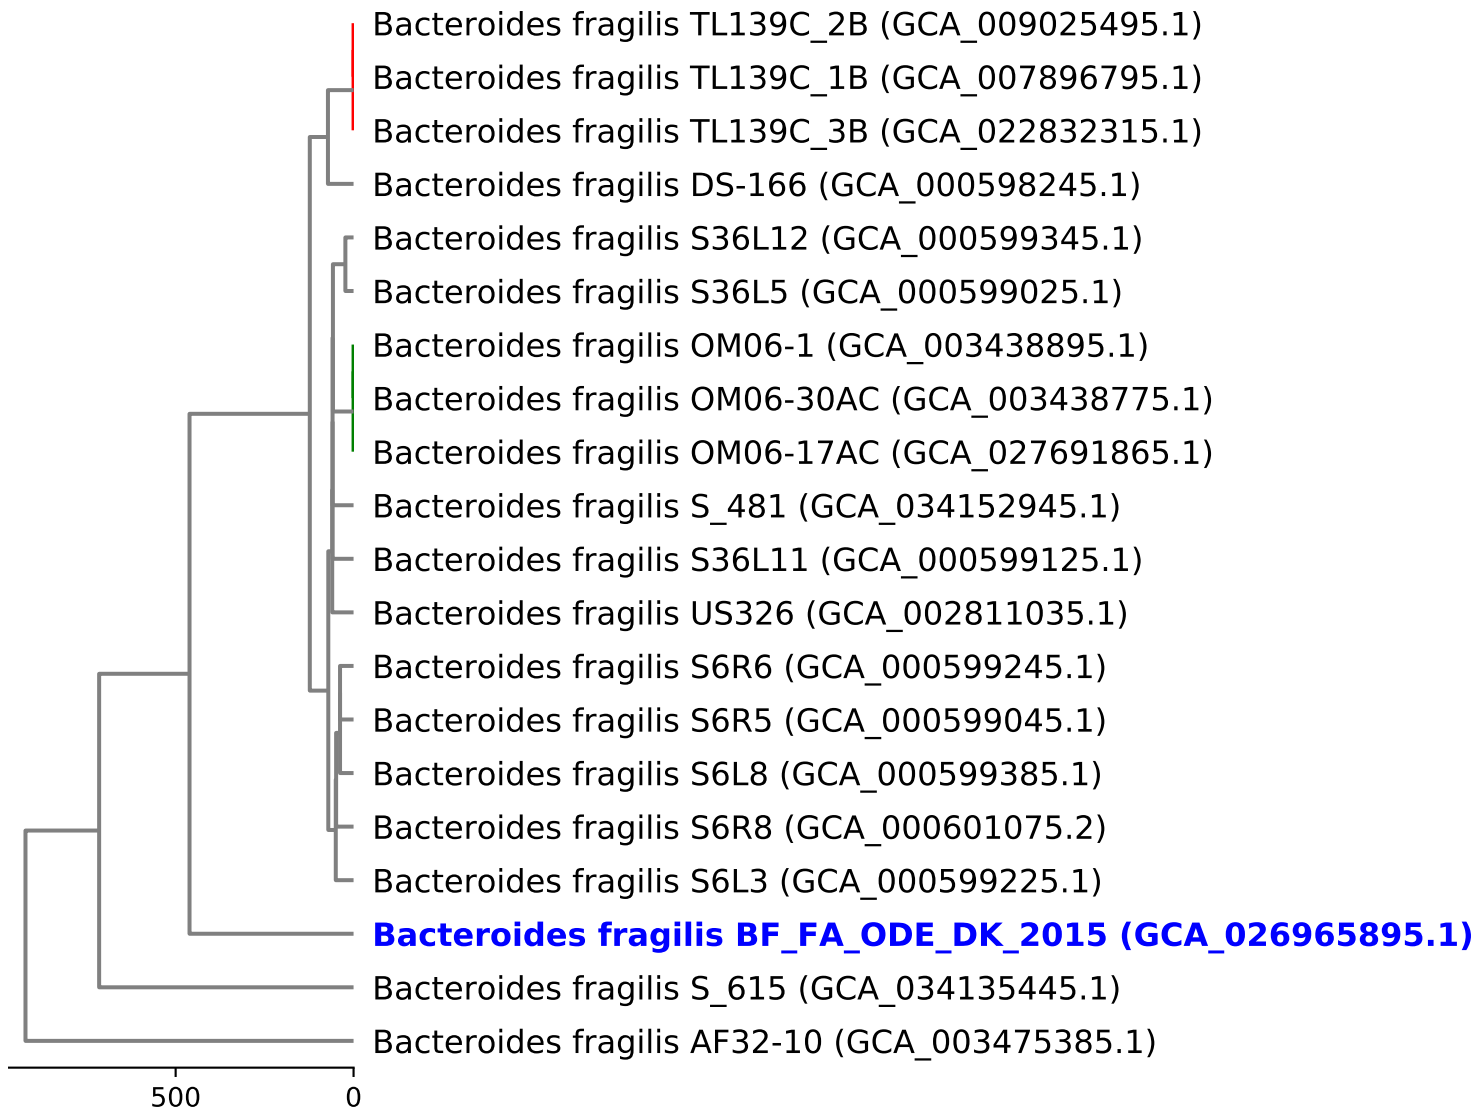 Bacteroides fragilis TL139C_2B (GCA_009025495.1)
Bacteroides fragilis TL139C_1B (GCA_007896795.1)
Bacteroides fragilis TL139C_3B (GCA_022832315.1)
Bacteroides fragilis DS-166 (GCA_000598245.1)
Bacteroides fragilis S36L12 (GCA_000599345.1)
Bacteroides fragilis S36L5 (GCA_000599025.1)
Bacteroides fragilis OM06-1 (GCA_003438895.1)
Bacteroides fragilis OM06-30AC (GCA_003438775.1)
Bacteroides fragilis OM06-17AC (GCA_027691865.1)
Bacteroides fragilis S_481 (GCA_034152945.1)
Bacteroides fragilis S36L11 (GCA_000599125.1)
Bacteroides fragilis US326 (GCA_002811035.1)
Bacteroides fragilis S6R6 (GCA_000599245.1)
Bacteroides fragilis S6R5 (GCA_000599045.1)
Bacteroides fragilis S6L8 (GCA_000599385.1)
Bacteroides fragilis S6R8 (GCA_000601075.2)
Bacteroides fragilis S6L3 (GCA_000599225.1)
Bacteroides fragilis BF_FA_ODE_DK_2015 (GCA_026965895.1)
Bacteroides fragilis S_615 (GCA_034135445.1)
Bacteroides fragilis AF32-10 (GCA_003475385.1)
500 0